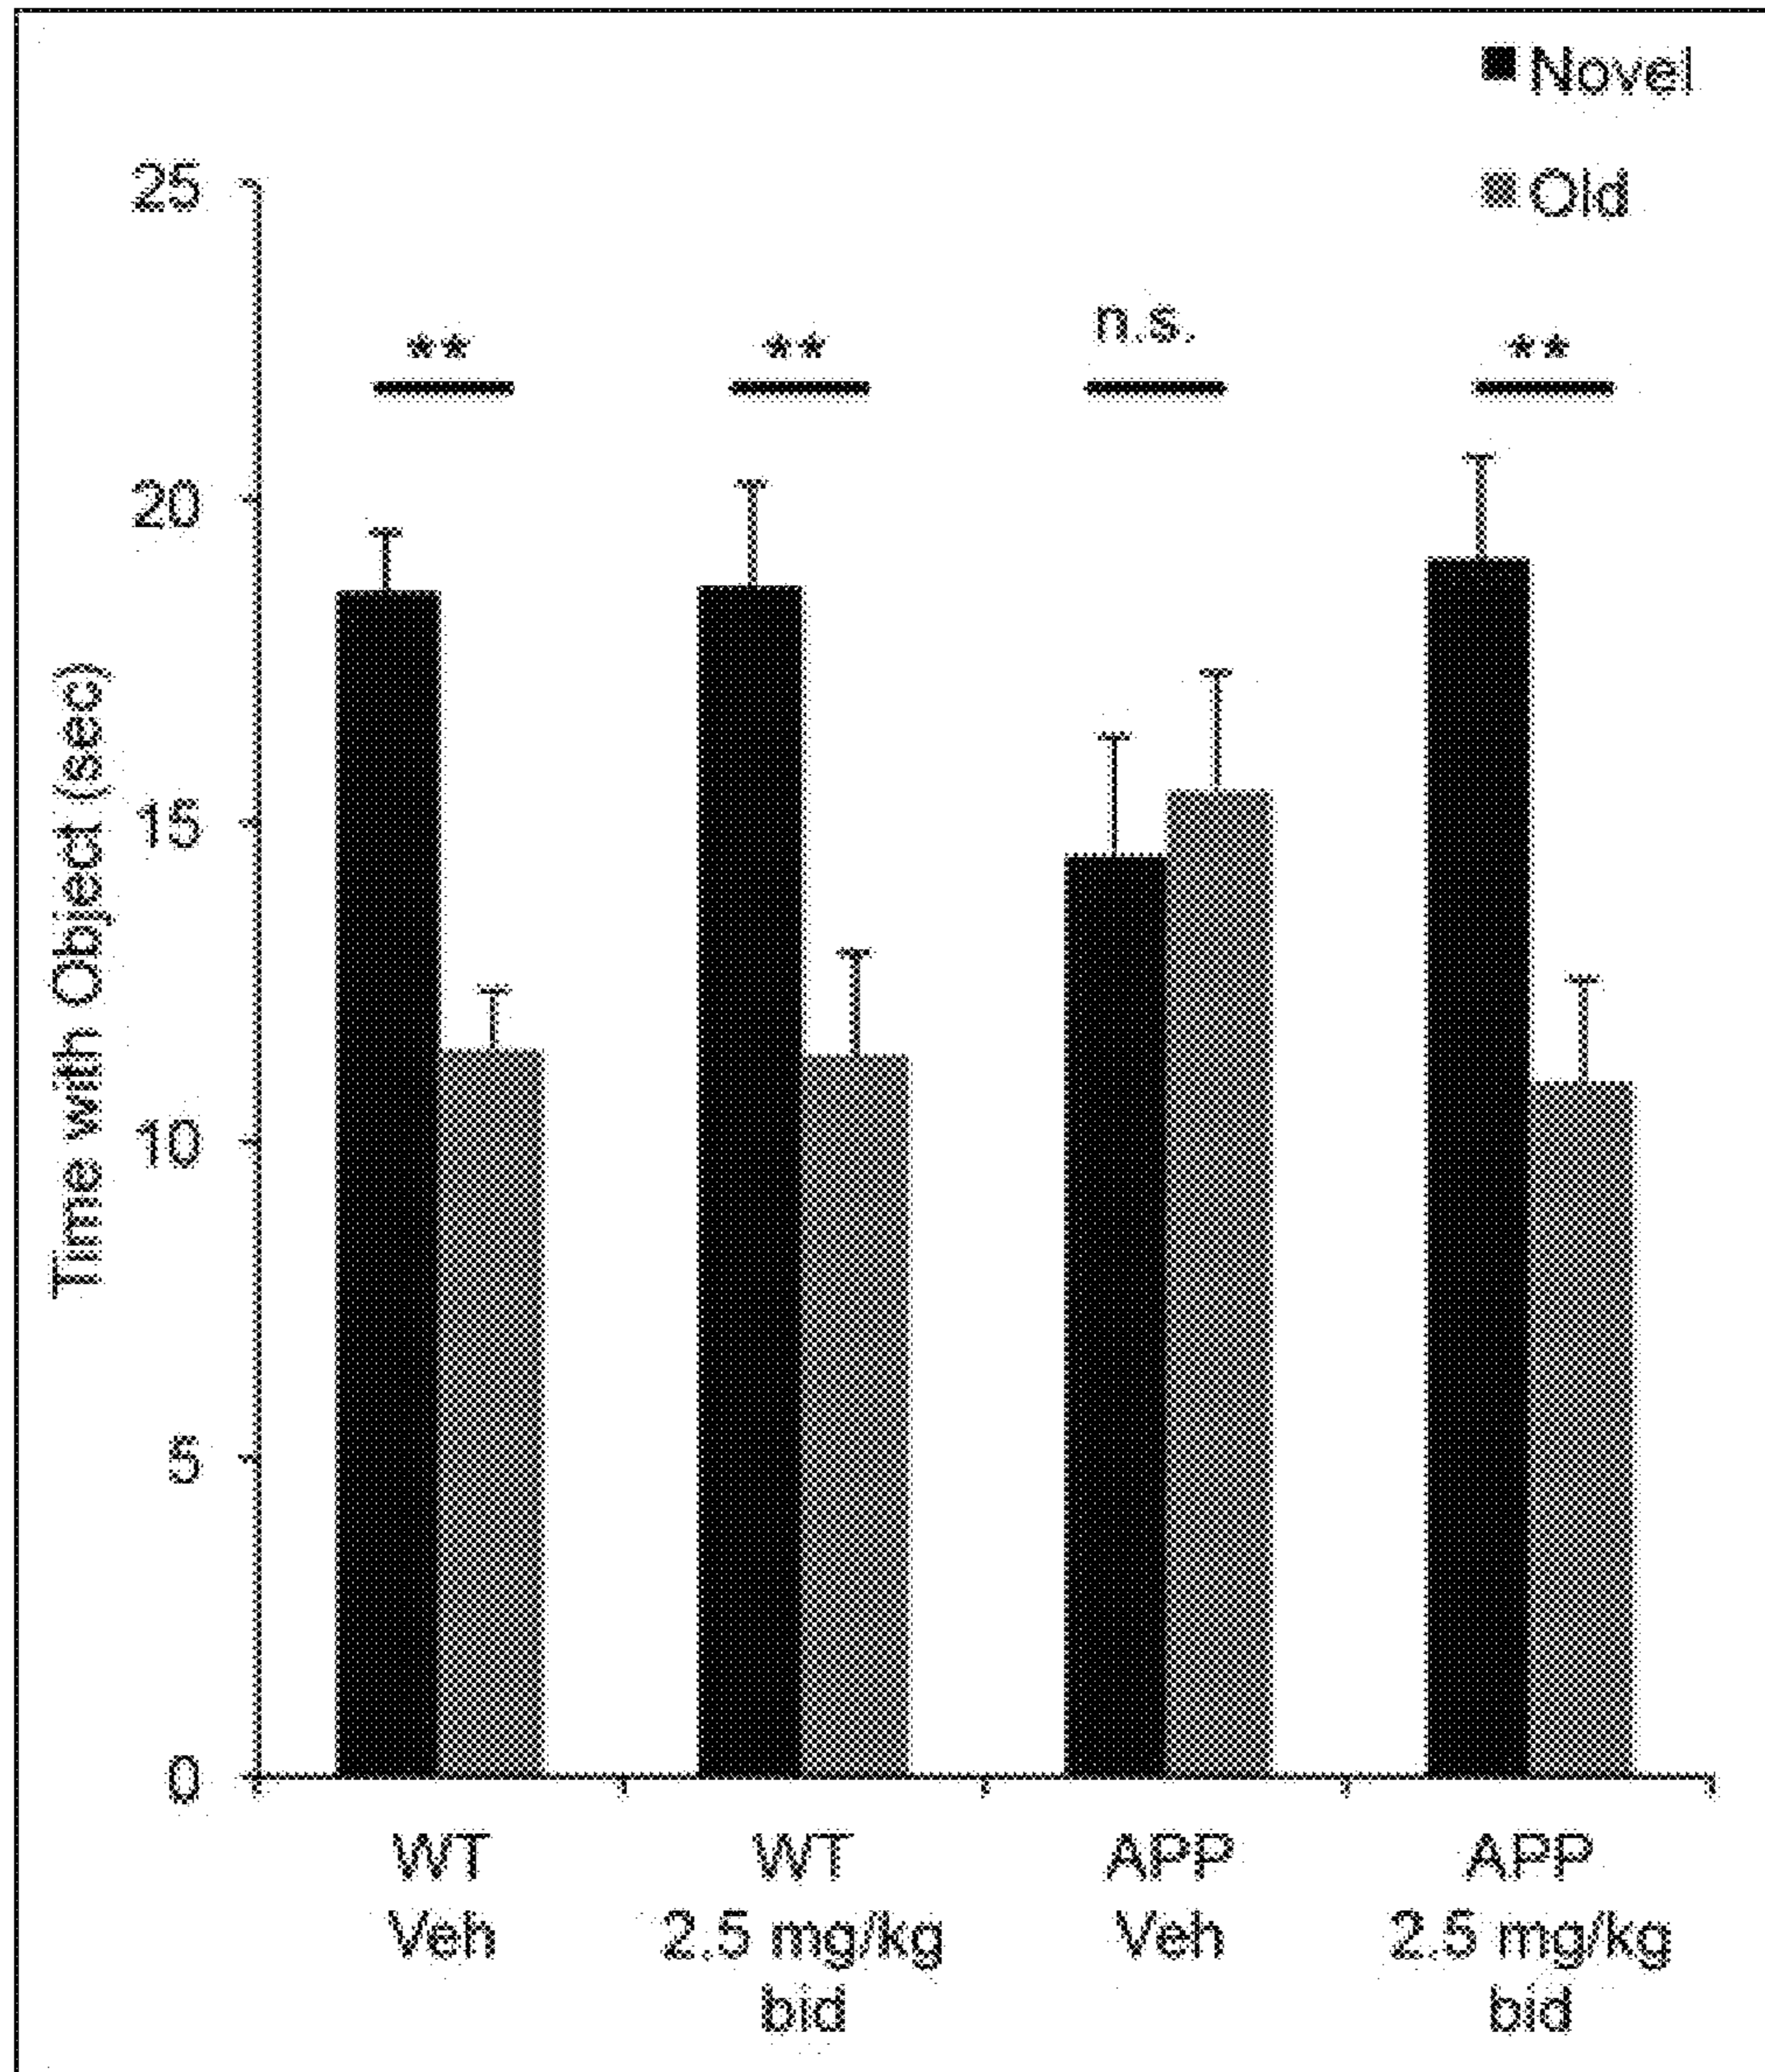 Novel
Old
25
20
15
10
5
0
Time with Object (sec)
**
**
n.s.
**
WT
Veh
WT
2.5 mg/kg
bid
APP
Veh
APP
2.5 mg/kg
bid